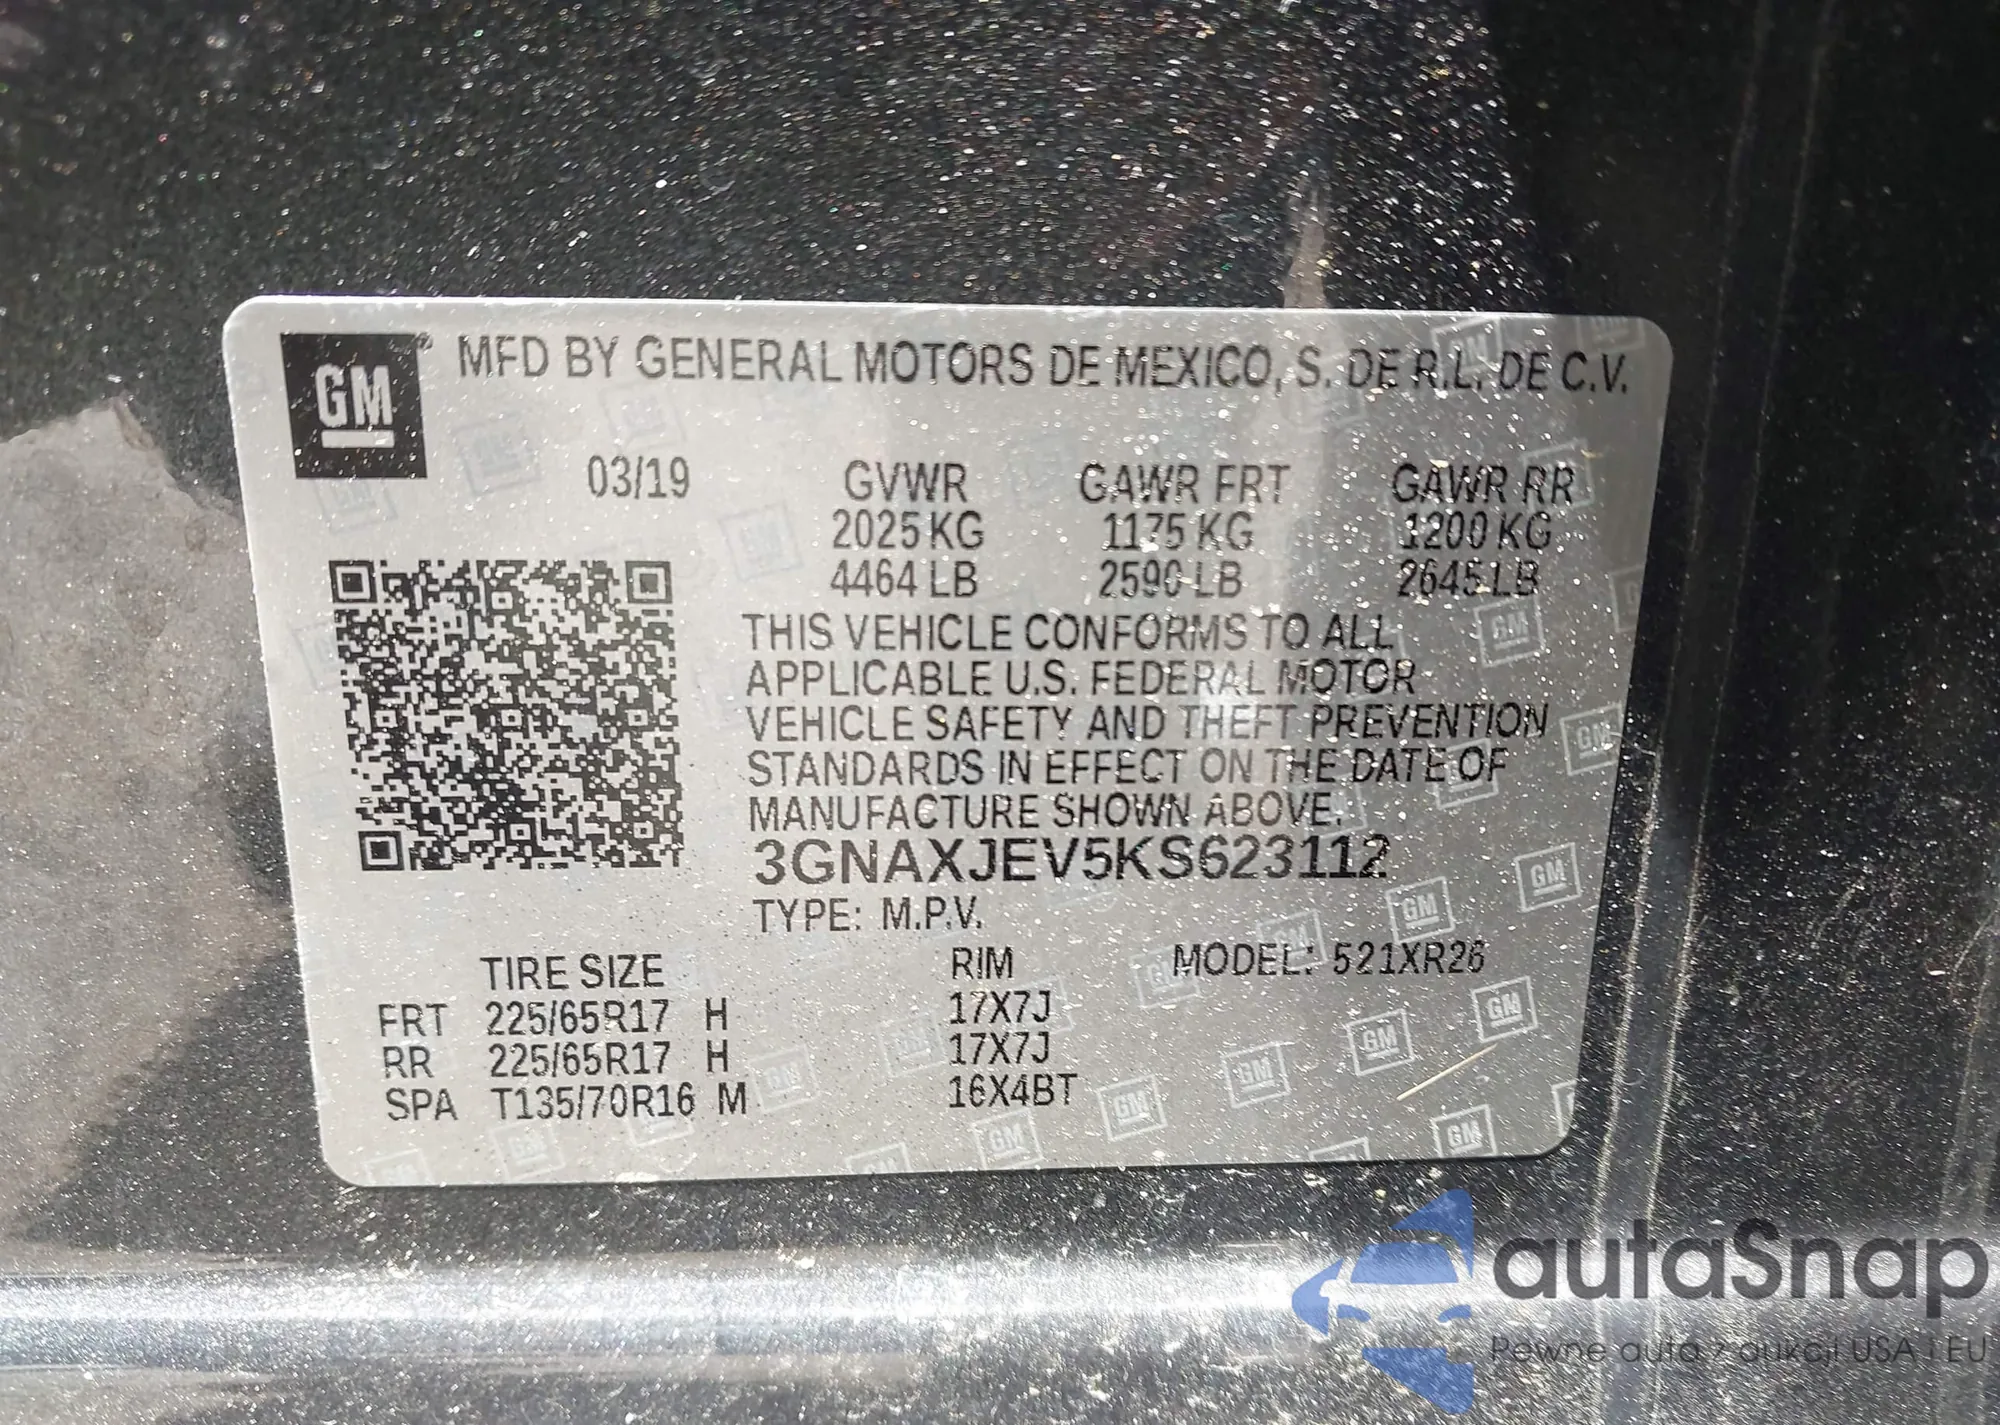 GM® MFD BY GENERAL MOTORS DE MEXICO, S. DE R.L. DE C.V.
03/19 GVWR GAWR FRT GAWR RR
2025 KG 1175 KG 1200 KG
4464 LB 2590 LB 2645 LB
THIS VEHICLE CONFORMS TO ALL
APPLICABLE U.S. FEDERAL MOTOR
VEHICLE SAFETY AND THEFT PREVENTION
STANDARDS IN EFFECT ON THE DATE OF
MANUFACTURE SHOWN ABOVE.
3GNAXJEV5KS623112
TYPE: M.P.V.
TIRE SIZE RIM MODEL: 521XR26
FRT 225/65R17 H 17X7J
RR 225/65R17 H 17X7J
SPA T135/70R16 M 16X4BT
autaSnap
Pewne auta z aukcji USA i EU